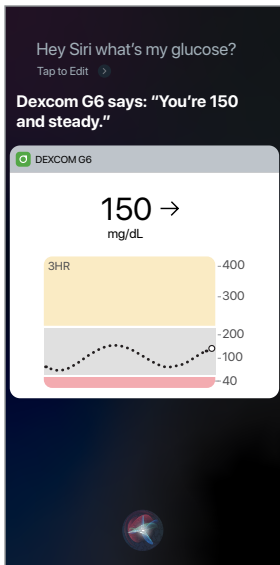 Hey Siri what's my glucose?
Tap to Edit
Dexcom G6 says: “You’re 150
and steady.”
DEXCOM G6
150
mg/dL
3HR
400
300
200
100
40